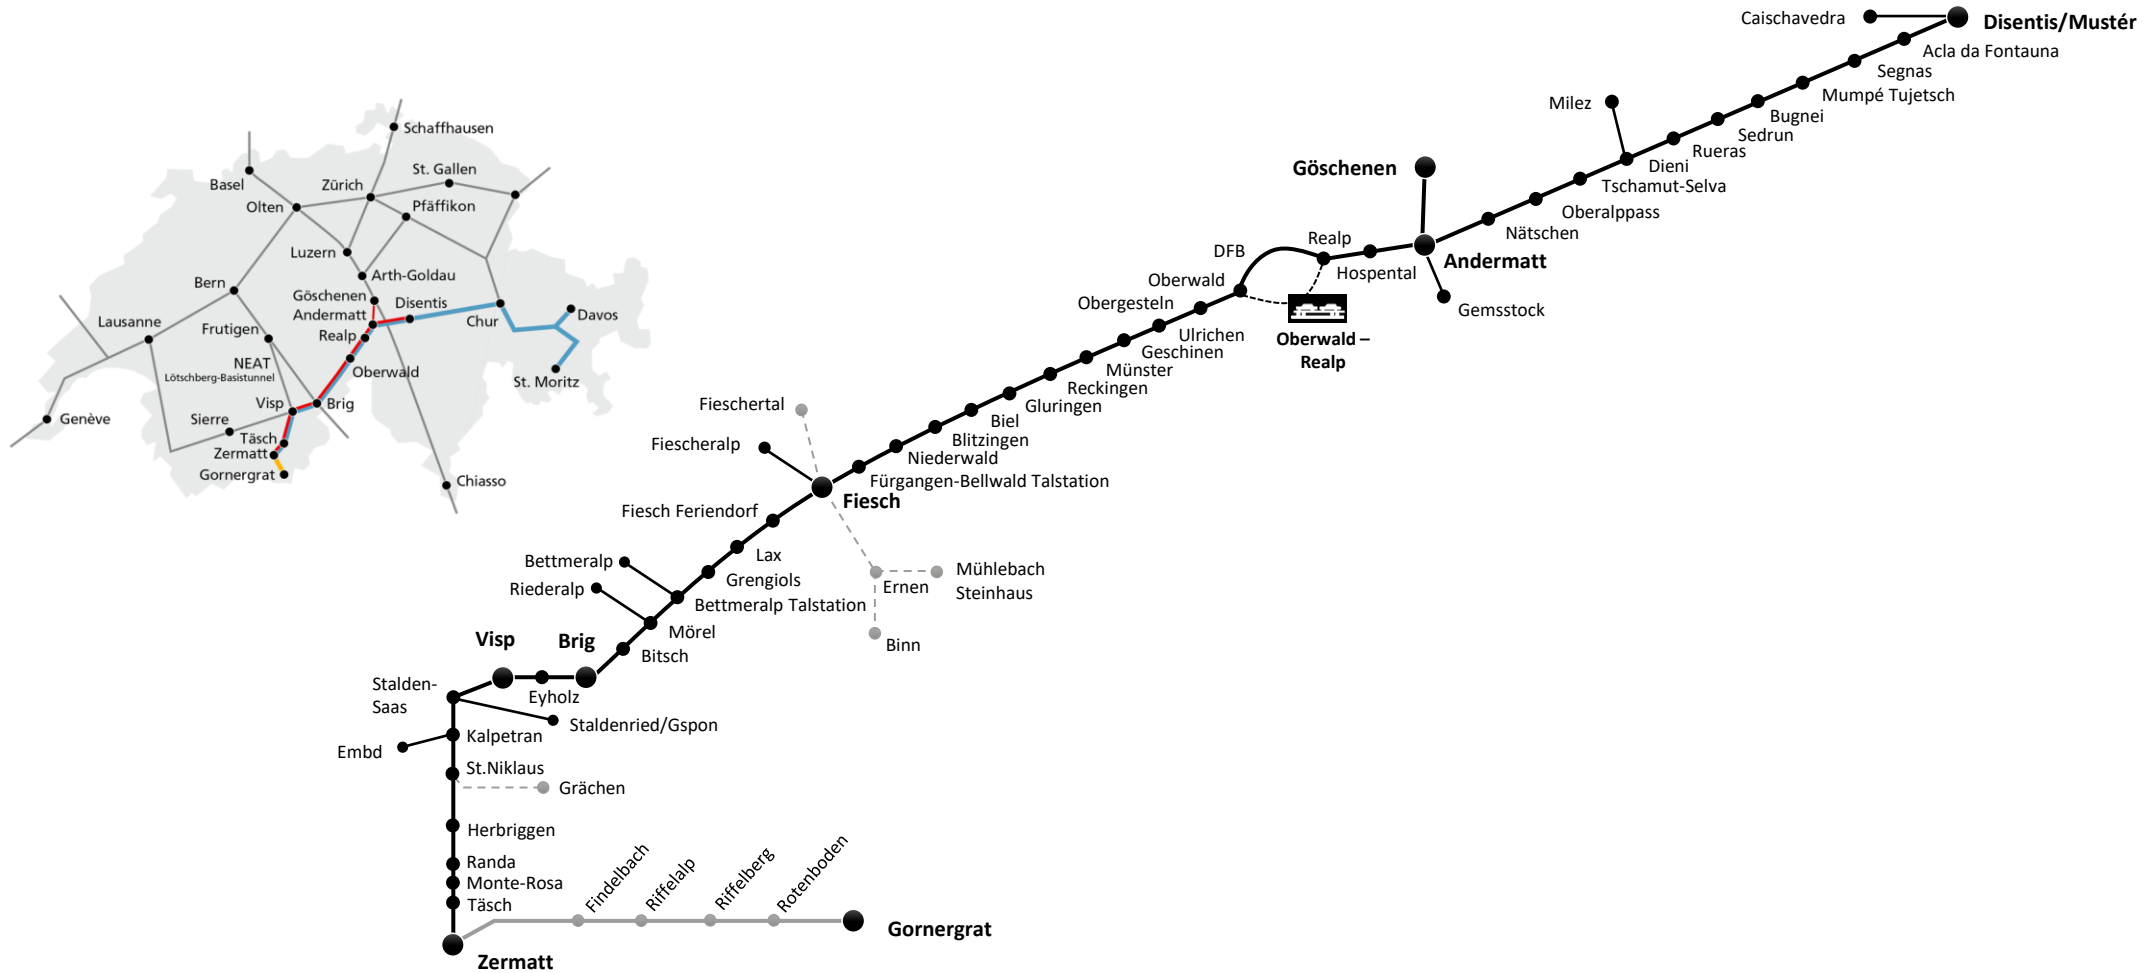 Caischavedra
Disentis/Mustér
Acla da Fontauna
Segnas
Mumpé Tujetsch
Bugnei
Sedrun
Rueras
Milez
Dieni
Tschamut-Selva
Oberalppass
Nätschen
Göschenen
Andermatt
Gemsstock
Hospental
Realp
DFB
Oberwald
Oberwald –
Realp
Obergesteln
Ulrichen
Geschinen
Münster
Reckingen
Gluringen
Biel
Blitzingen
Niederwald
Fürgangen-Bellwald Talstation
Fieschertal
Fiescheralp
Fiesch
Fiesch Feriendorf
Lax
Grengiols
Mühlebach
Steinhaus
Ernen
Binn
Bettmeralp
Riederalp
Bettmeralp Talstation
Mörel
Bitsch
Visp
Brig
Eyholz
Stalden-
Saas
Staldenried/Gspon
Kalpetran
Embd
St.Niklaus
Grächen
Herbriggen
Randa
Monte-Rosa
Täsch
Zermatt
Findelbach
Riffelalp
Riffelberg
Rotenboden
Gornergrat
Schaffhausen
St. Gallen
Basel
Zürich
Olten
Pfäffikon
Luzern
Arth-Goldau
Bern
Göschenen
Disentis
Andermatt
Chur
Davos
Lausanne
Frutigen
Realp
NEAT
Lötschberg-Basistunnel
Oberwald
St. Moritz
Visp
Brig
Genève
Sierre
Täsch
Zermatt
Gornergrat
Chiasso